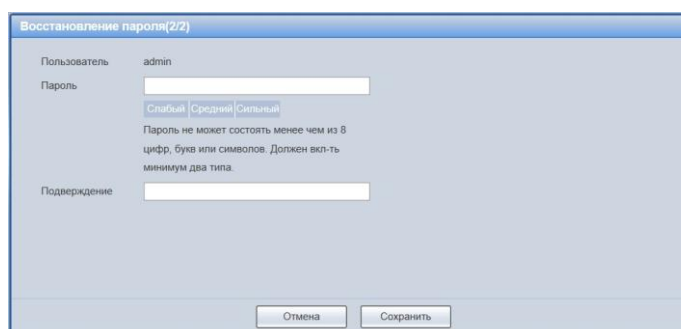 Восстановление пароля(2/2)
Пользователь admin
Пароль
Слабый Средний Сильный
Пароль не может состоять менее чем из 8
цифр, букв или символов. Должен вкл-ть
минимум два типа.
Подверждение
Отмена Сохранить